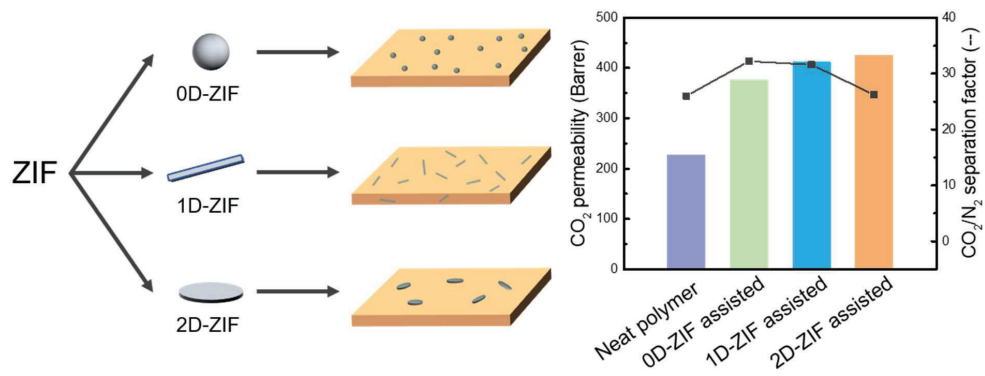 ZIF
0D-ZIF
1D-ZIF
2D-ZIF
CO₂ permeability (Barrer)
500
400
300
200
100
0
Neat polymer
0D-ZIF assisted
1D-ZIF assisted
2D-ZIF assisted
40
30
20
10
0
CO₂/N₂ separation factor (--)